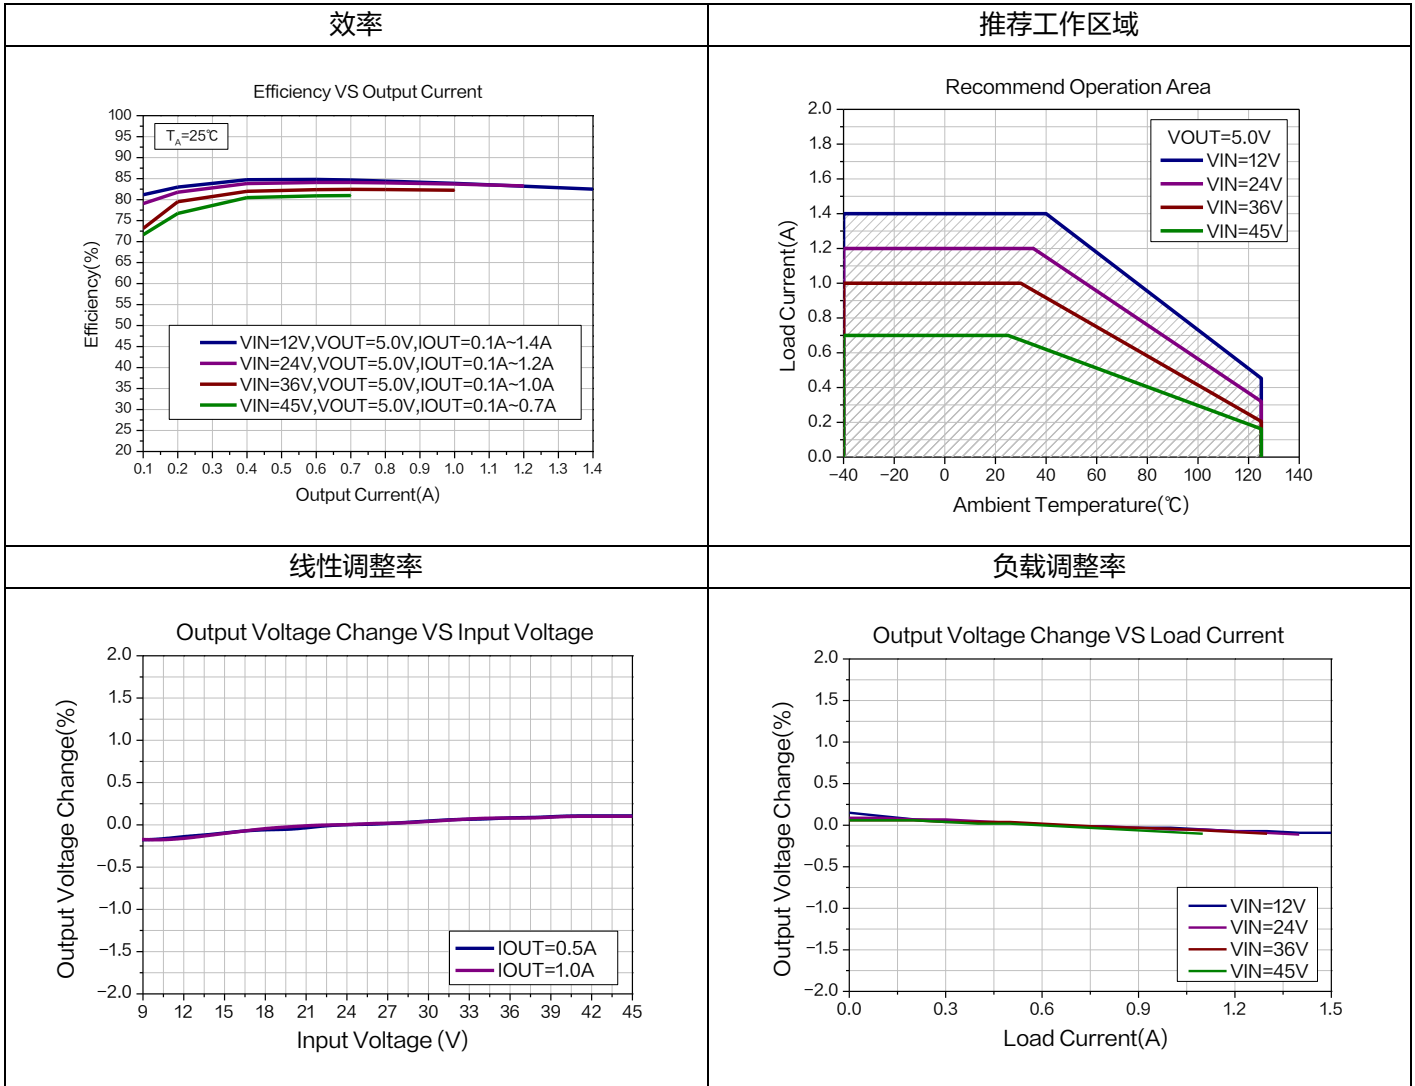 效率
推荐工作区域
Efficiency VS Output Current
T_A=25℃
100
95
90
85
80
75
70
65
60
55
50
45
40
35
30
25
20
Efficiency(%)
VIN=12V,VOUT=5.0V,IOUT=0.1A~1.4A
VIN=24V,VOUT=5.0V,IOUT=0.1A~1.2A
VIN=36V,VOUT=5.0V,IOUT=0.1A~1.0A
VIN=45V,VOUT=5.0V,IOUT=0.1A~0.7A
0.1 0.2 0.3 0.4 0.5 0.6 0.7 0.8 0.9 1.0 1.1 1.2 1.3 1.4
Output Current(A)
Recommend Operation Area
2.0
1.8
1.6
1.4
1.2
1.0
0.8
0.6
0.4
0.2
0.0
Load Current(A)
VOUT=5.0V
VIN=12V
VIN=24V
VIN=36V
VIN=45V
−40 −20 0 20 40 60 80 100 120 140
Ambient Temperature(℃)
线性调整率
负载调整率
Output Voltage Change VS Input Voltage
2.0
1.5
1.0
0.5
0.0
−0.5
−1.0
−1.5
−2.0
Output Voltage Change(%)
IOUT=0.5A
IOUT=1.0A
9 12 15 18 21 24 27 30 33 36 39 42 45
Input Voltage (V)
Output Voltage Change VS Load Current
2.0
1.5
1.0
0.5
0.0
−0.5
−1.0
−1.5
−2.0
Output Voltage Change(%)
VIN=12V
VIN=24V
VIN=36V
VIN=45V
0.0 0.3 0.6 0.9 1.2 1.5
Load Current(A)